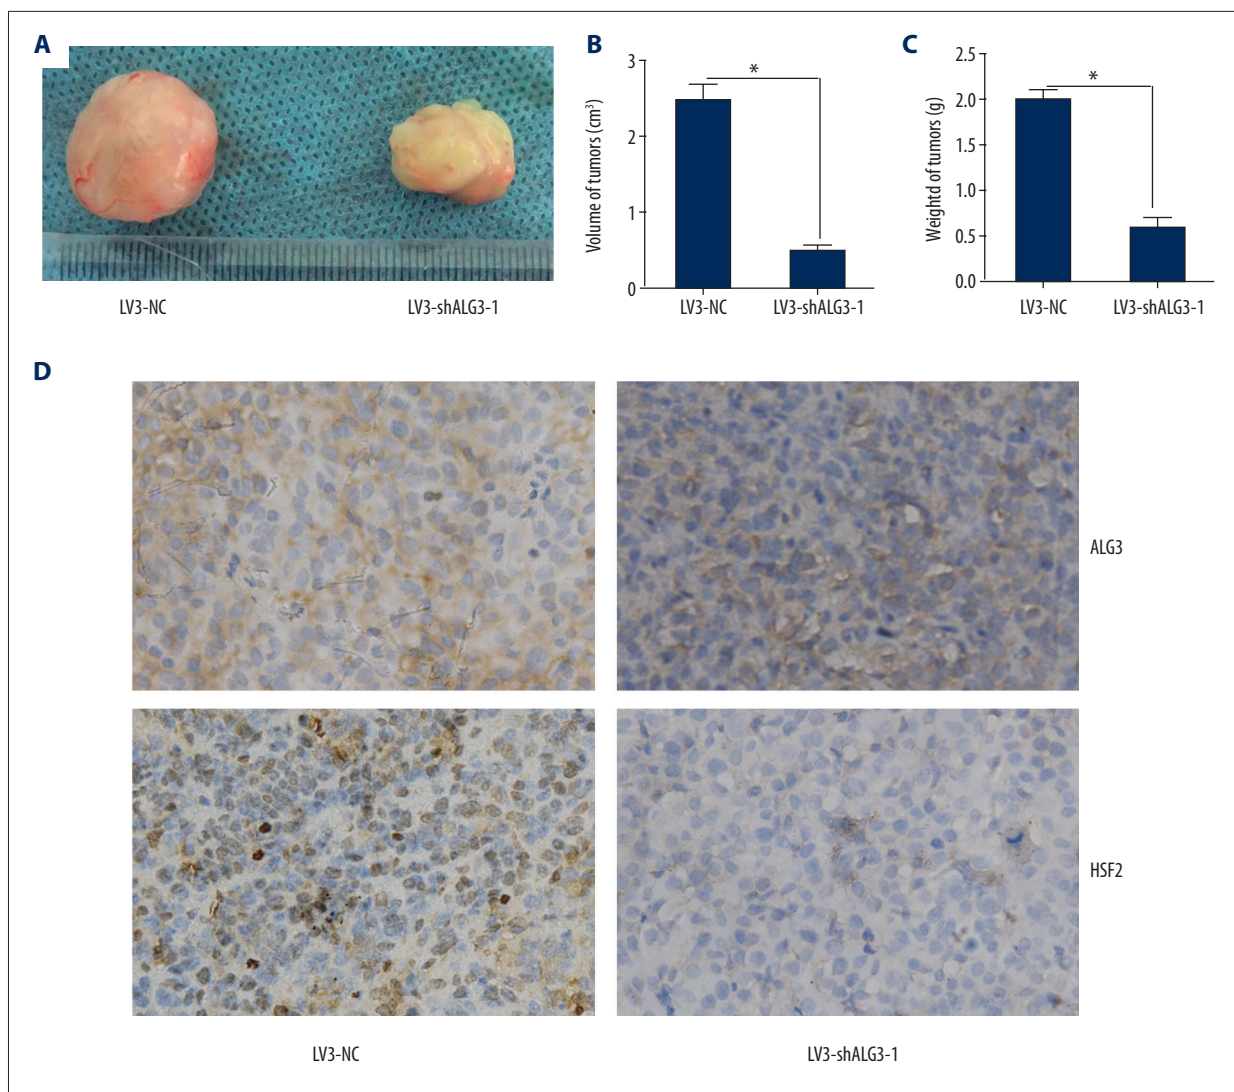 A
LV3-NC
LV3-shALG3-1
B
Volume of tumors (cm³)
3
2
1
0
*
LV3-NC
LV3-shALG3-1
C
Weightd of tumors (g)
2.5
2.0
1.5
1.0
0.5
0.0
*
LV3-NC
LV3-shALG3-1
D
ALG3
HSF2
LV3-NC
LV3-shALG3-1